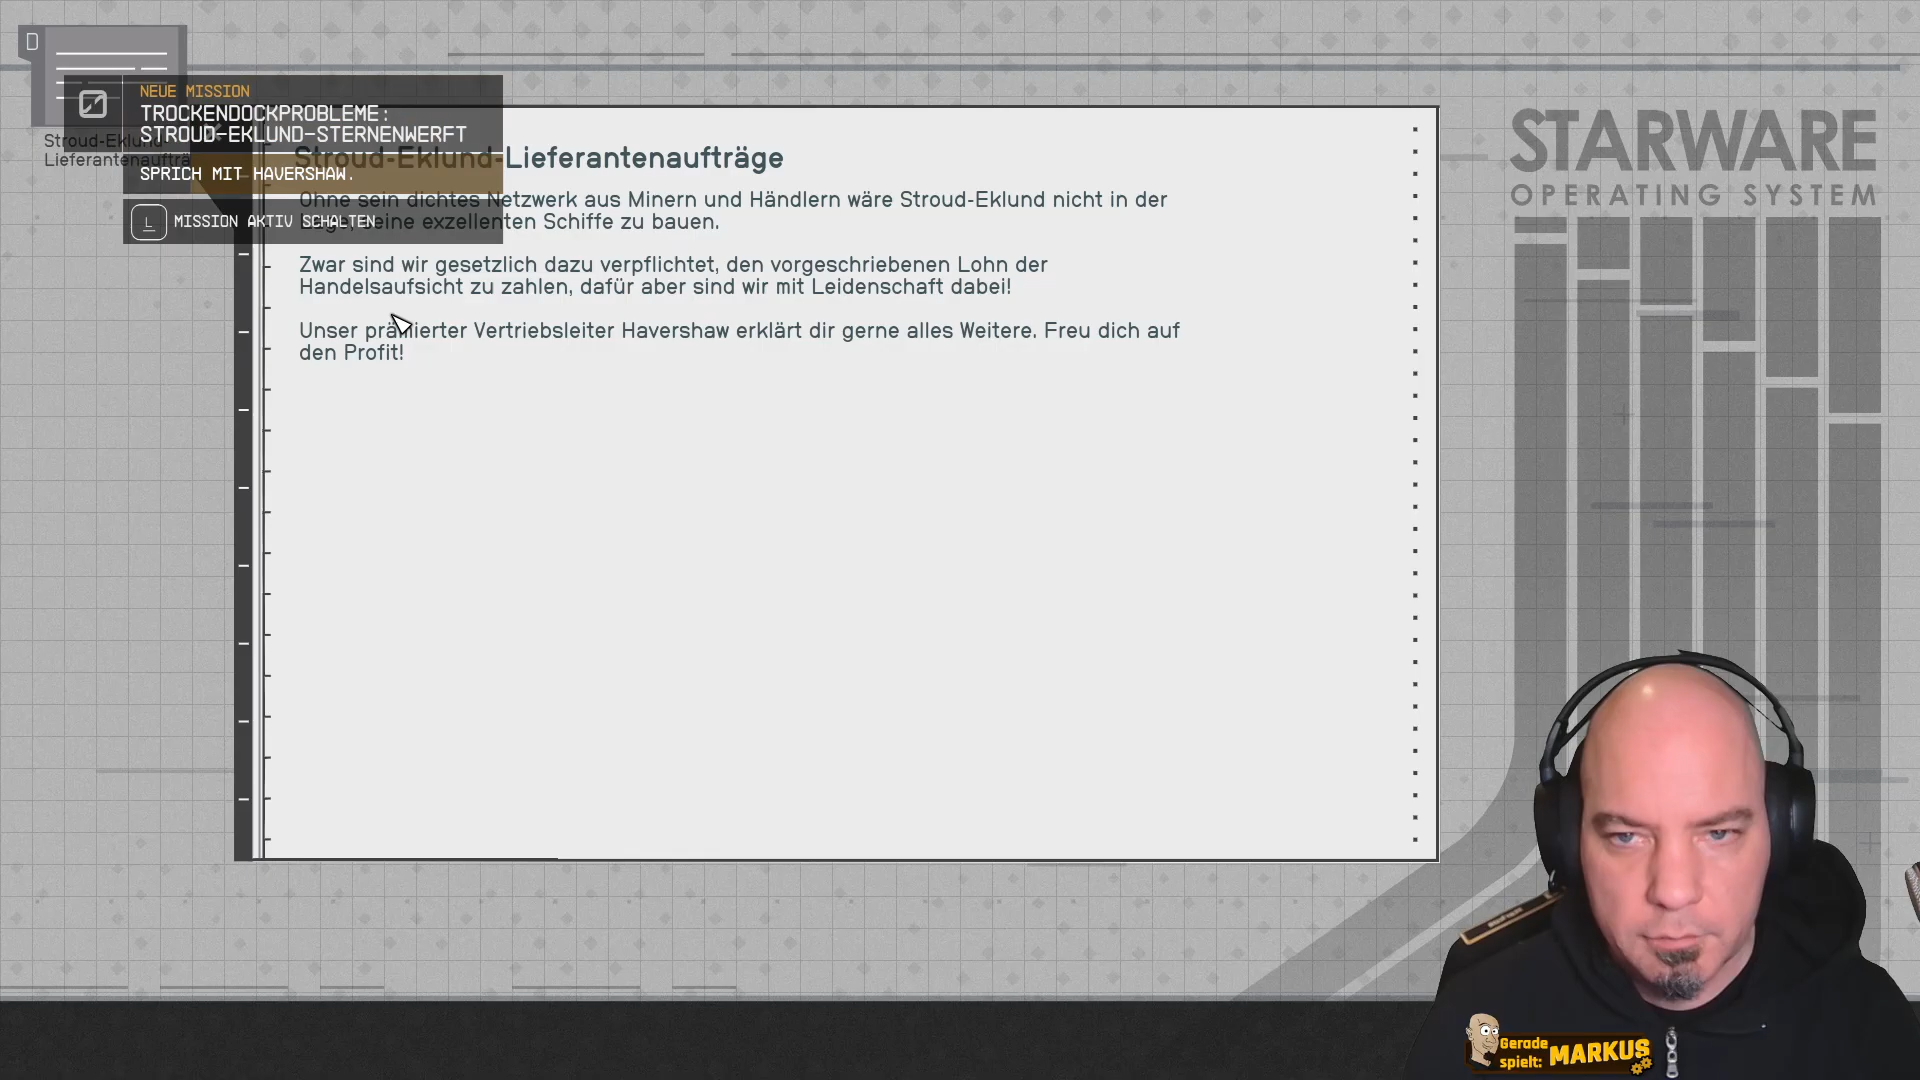 D
NEUE MISSION
TROCKENDOCKPROBLEME:
STROUD-EKLUND-STERNENWERFT
SPRICH MIT HAVERSHAW.
L
MISSION AKTIV SCHALTEN
Stroud-Eklund-
Lieferantenaufträ
Stroud-Eklund-Lieferantenaufträge
Ohne sein dichtes Netzwerk aus Minern und Händlern wäre Stroud-Eklund nicht in der
Lage, seine exzellenten Schiffe zu bauen.
Zwar sind wir gesetzlich dazu verpflichtet, den vorgeschriebenen Lohn der
Handelsaufsicht zu zahlen, dafür aber sind wir mit Leidenschaft dabei!
Unser prämierter Vertriebsleiter Havershaw erklärt dir gerne alles Weitere. Freu dich auf
den Profit!
STARWARE
OPERATING SYSTEM
Gerade
spielt: MARKUS